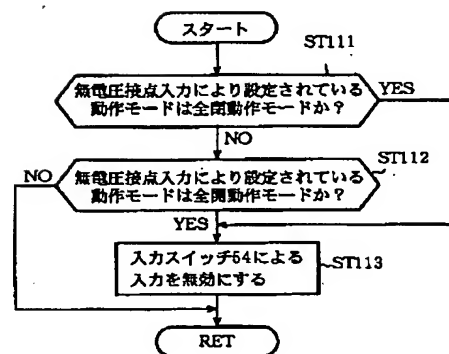 スタート
ST111
無電圧接点入力により設定されている
動作モードは全閉動作モードか？
YES
NO
ST112
無電圧接点入力により設定されている
動作モードは全開動作モードか？
NO
YES
入力スイッチ54による
入力を無効にする
ST113
RET